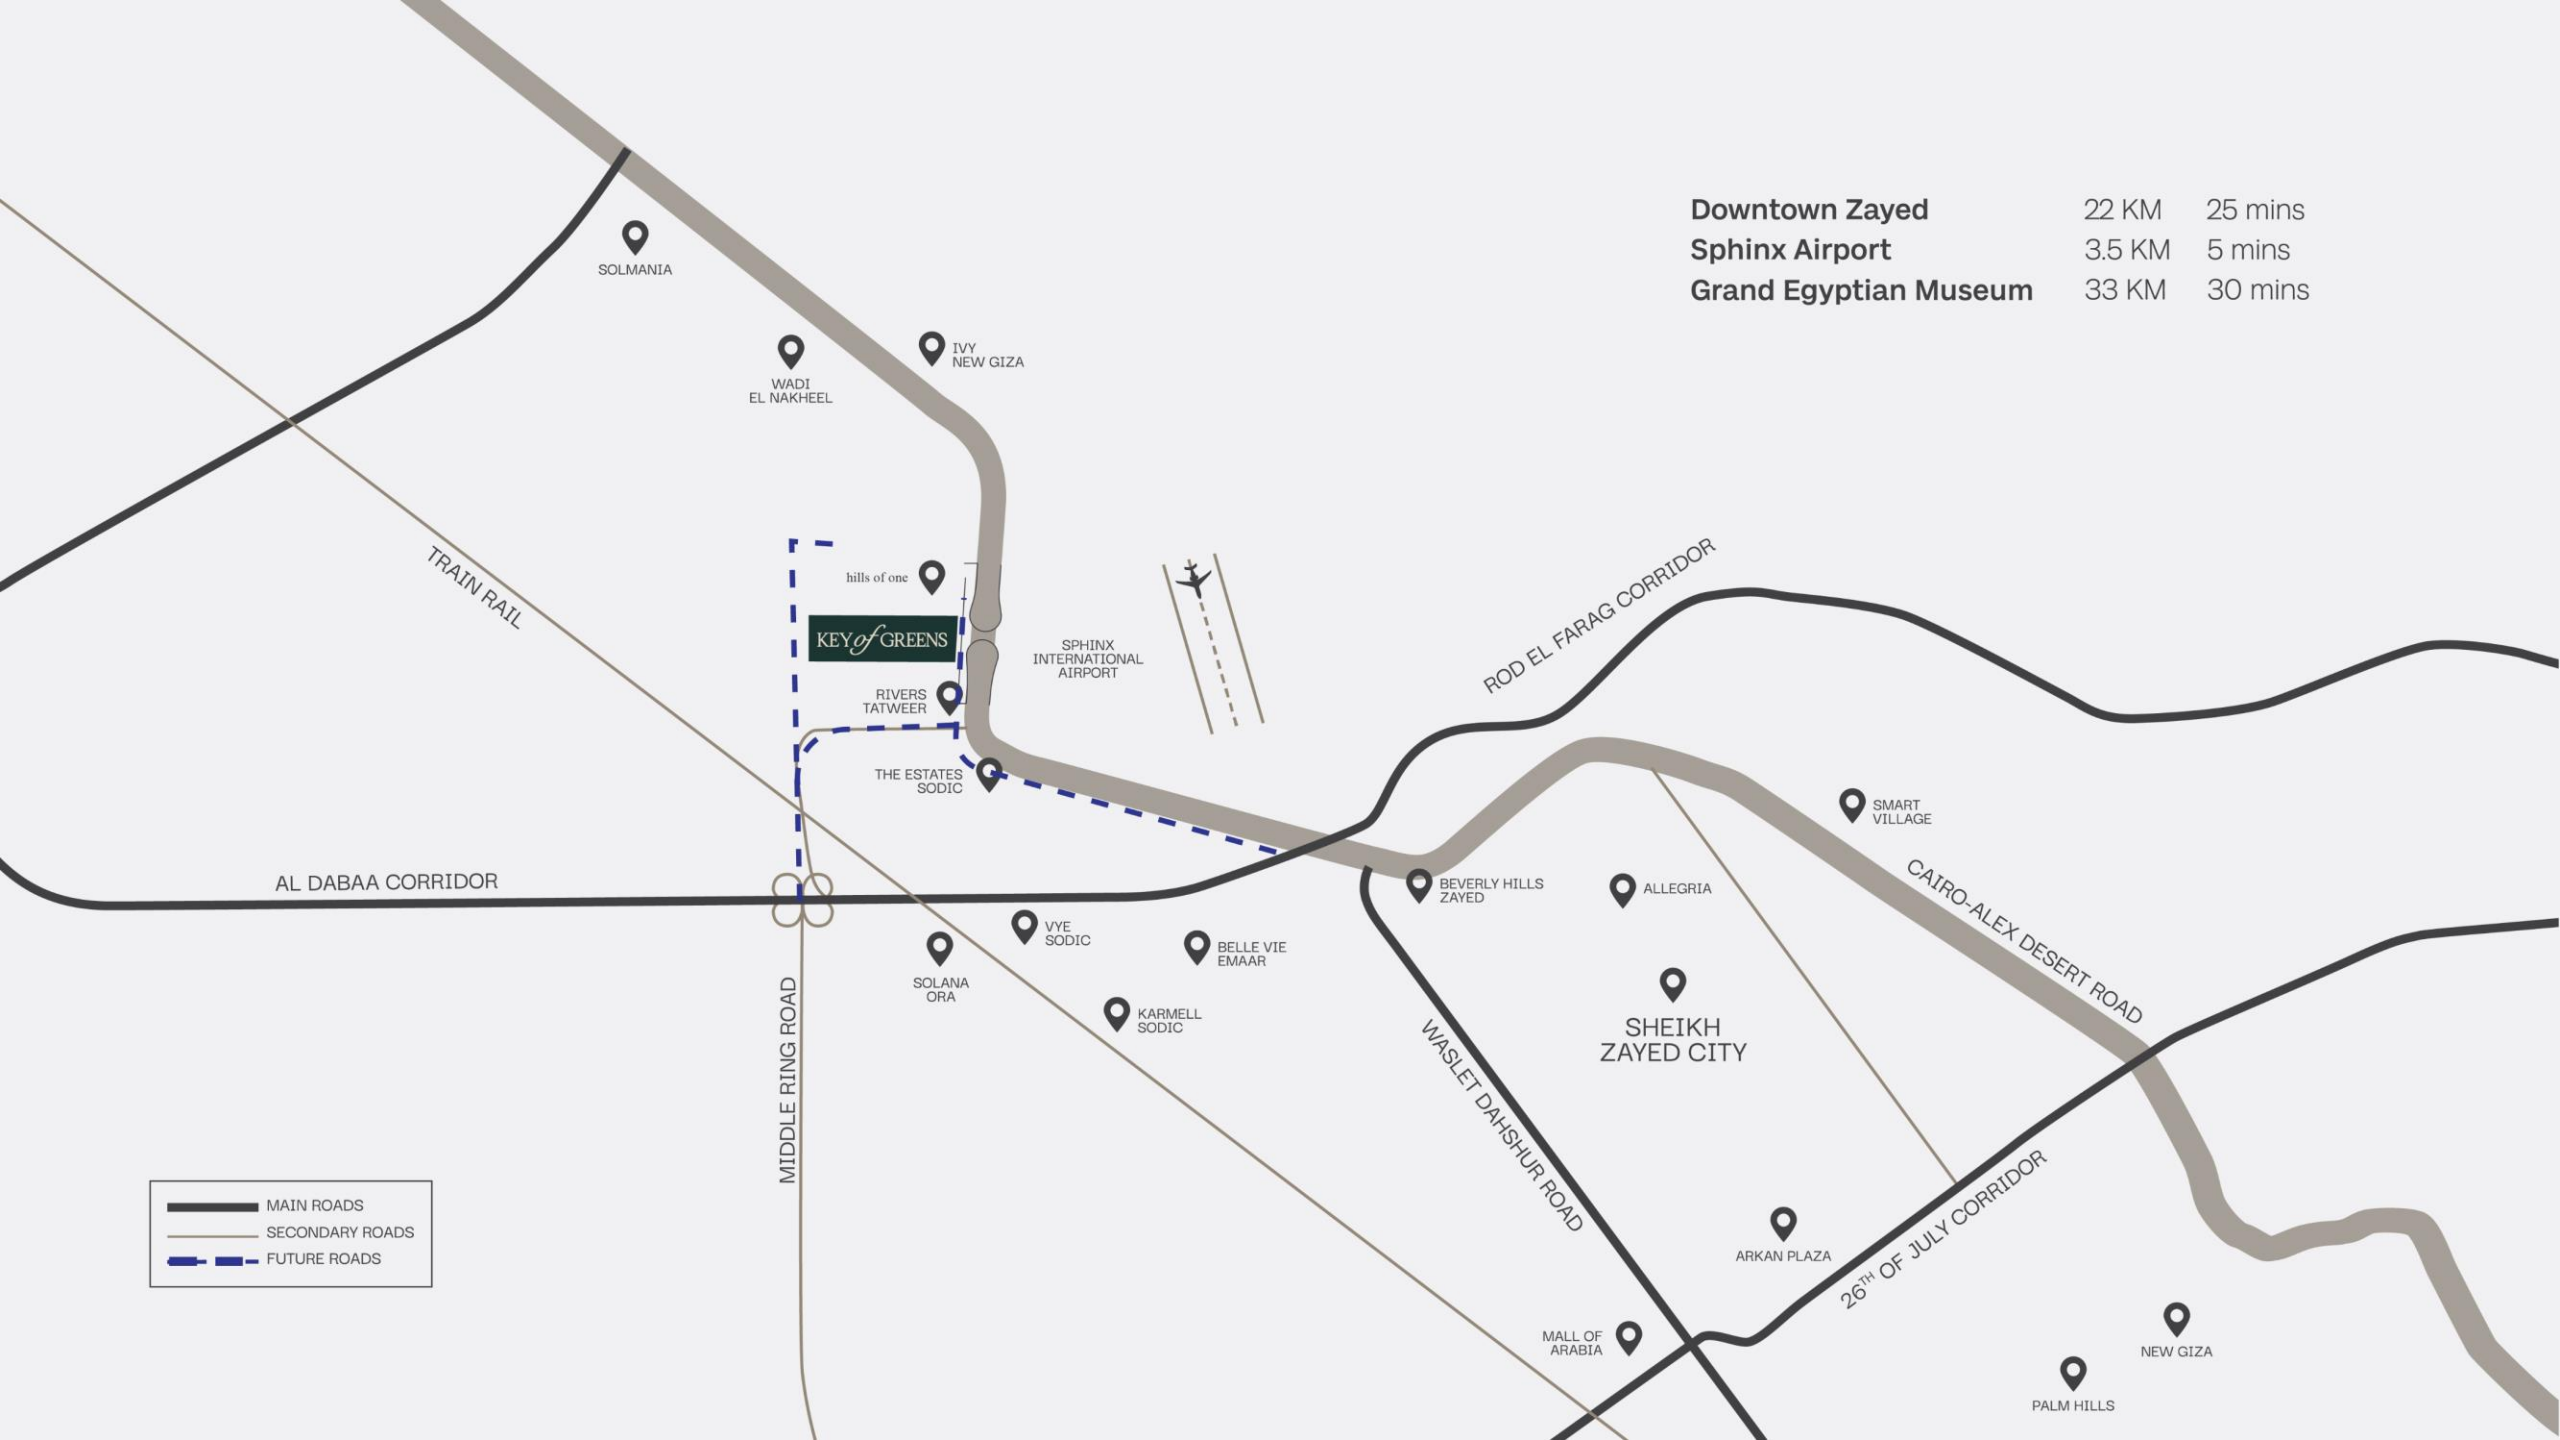 Downtown Zayed 22 KM 25 mins
Sphinx Airport 3.5 KM 5 mins
Grand Egyptian Museum 33 KM 30 mins
SOLMANIA
IVY
NEW GIZA
WADI
EL NAKHEEL
TRAIN RAIL
hills of one
KEY of GREENS
RIVERS
TATWEER
SPHINX
INTERNATIONAL
AIRPORT
ROD EL FARAG CORRIDOR
THE ESTATES
SODIC
SMART
VILLAGE
AL DABAA CORRIDOR
BEVERLY HILLS
ZAYED
ALLEGRIA
CAIRO-ALEX DESERT ROAD
VYE
SODIC
BELLE VIE
EMAAR
SOLANA
ORA
KARMELL
SODIC
SHEIKH
ZAYED CITY
MIDDLE RING ROAD
WASLET DAHSHUR ROAD
26TH OF JULY CORRIDOR
ARKAN PLAZA
MALL OF
ARABIA
NEW GIZA
PALM HILLS
MAIN ROADS
SECONDARY ROADS
FUTURE ROADS